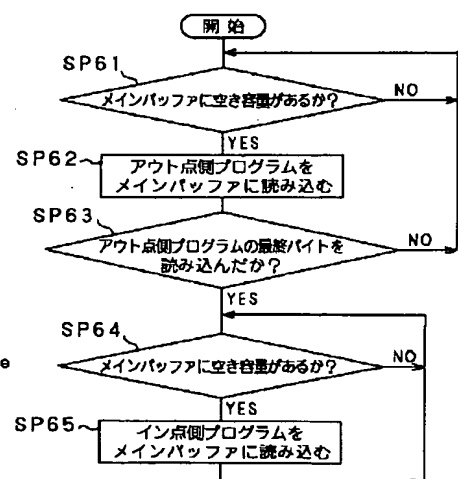 開始
SP61
メインバッファに空き容量があるか?
NO
YES
SP62
アウト点側プログラムを
メインバッファに読み込む
SP63
アウト点側プログラムの最終バイトを
読み込んだか?
NO
YES
SP64
e
メインバッファに空き容量があるか?
NO
YES
SP65
イン点側プログラムを
メインバッファに読み込む